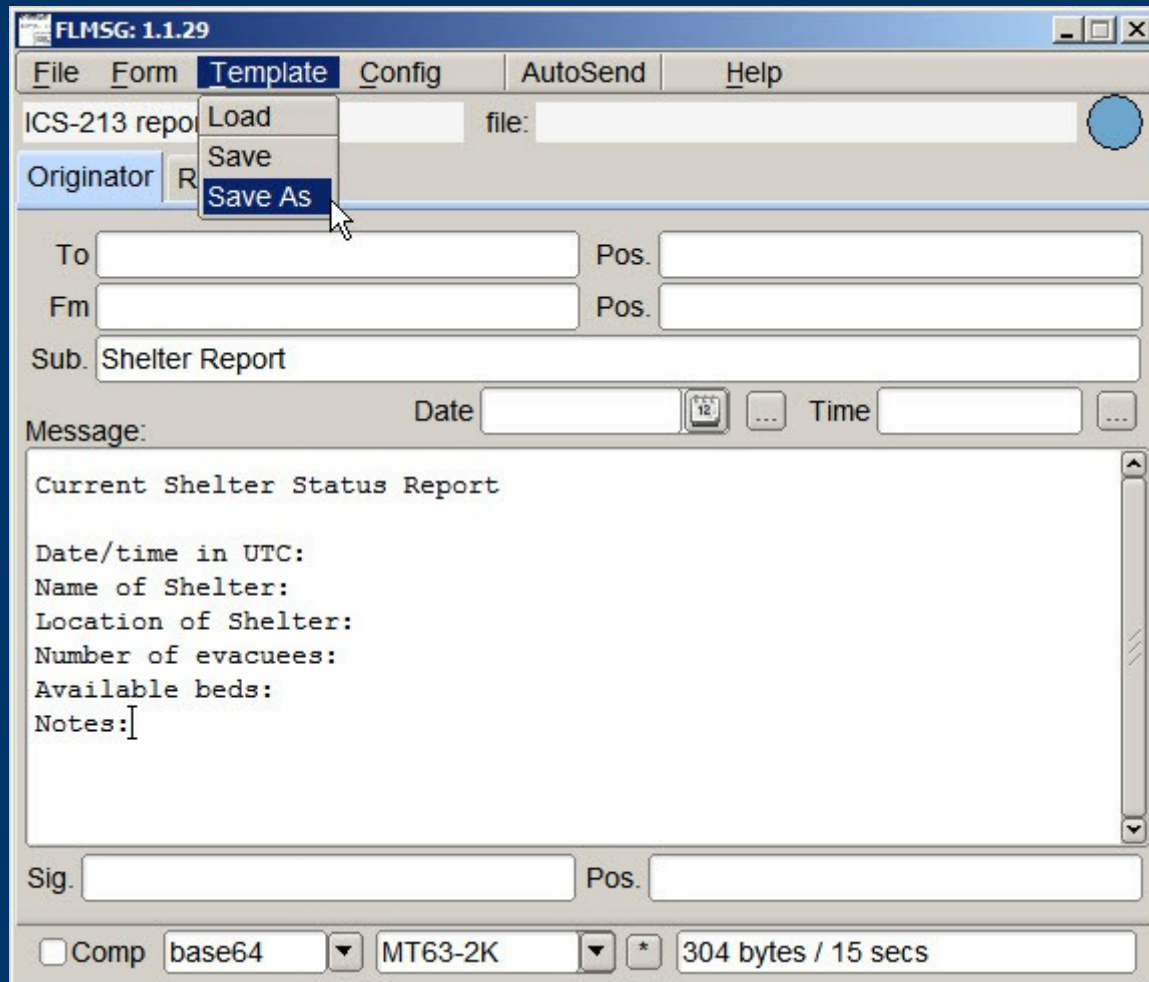 FLMSG: 1.1.29
File Form Template Config AutoSend Help
ICS-213 repo file:
Load
Save
Save As
Originator R
To Pos.
Fm Pos.
Sub. Shelter Report
Date 12 ... Time ...
Message:
Current Shelter Status Report
Date/time in UTC:
Name of Shelter:
Location of Shelter:
Number of evacuees:
Available beds:
Notes:
Sig. Pos.
Comp base64 MT63-2K * 304 bytes / 15 secs